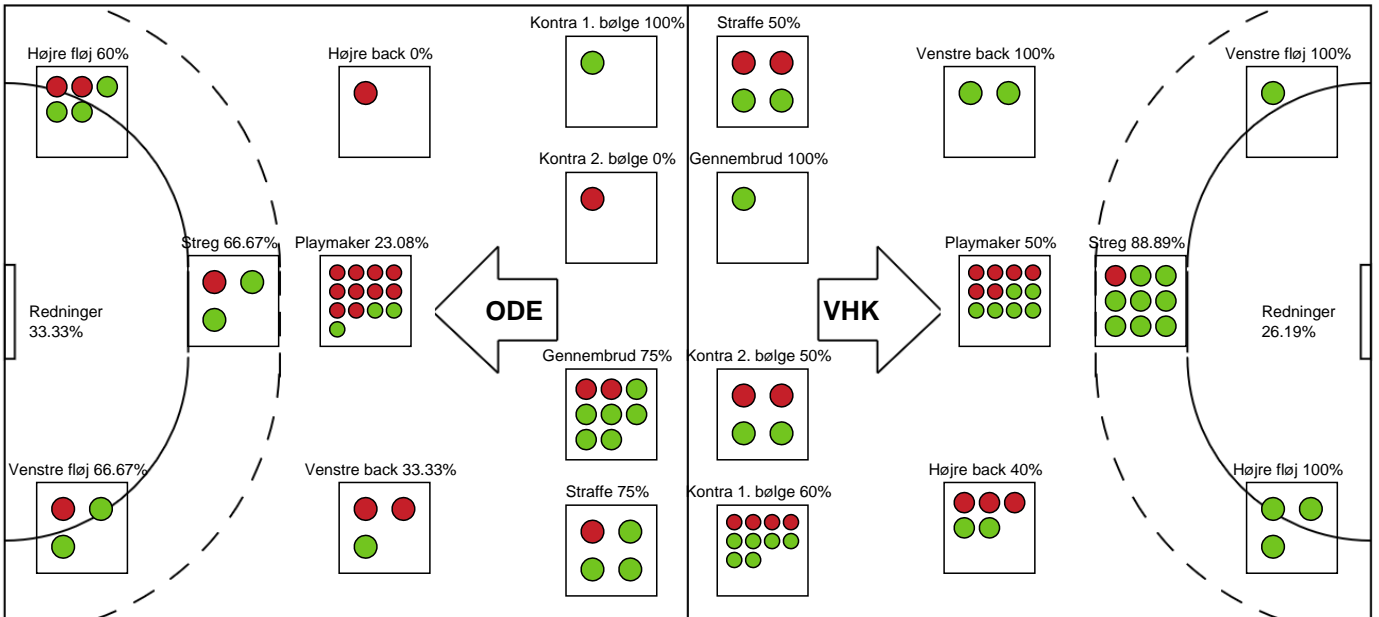 Kontra 1. bølge 100%
Straffe 50%
Højre fløj 60%
Højre back 0%
Venstre back 100%
Venstre fløj 100%
Kontra 2. bølge 0%
Gennembrud 100%
Streg 66.67%
Playmaker 23.08%
Playmaker 50%
Streg 88.89%
Redninger
33.33%
ODE
VHK
Redninger
26.19%
Gennembrud 75%
Kontra 2. bølge 50%
Venstre fløj 66.67%
Venstre back 33.33%
Højre back 40%
Højre fløj 100%
Straffe 75%
Kontra 1. bølge 60%